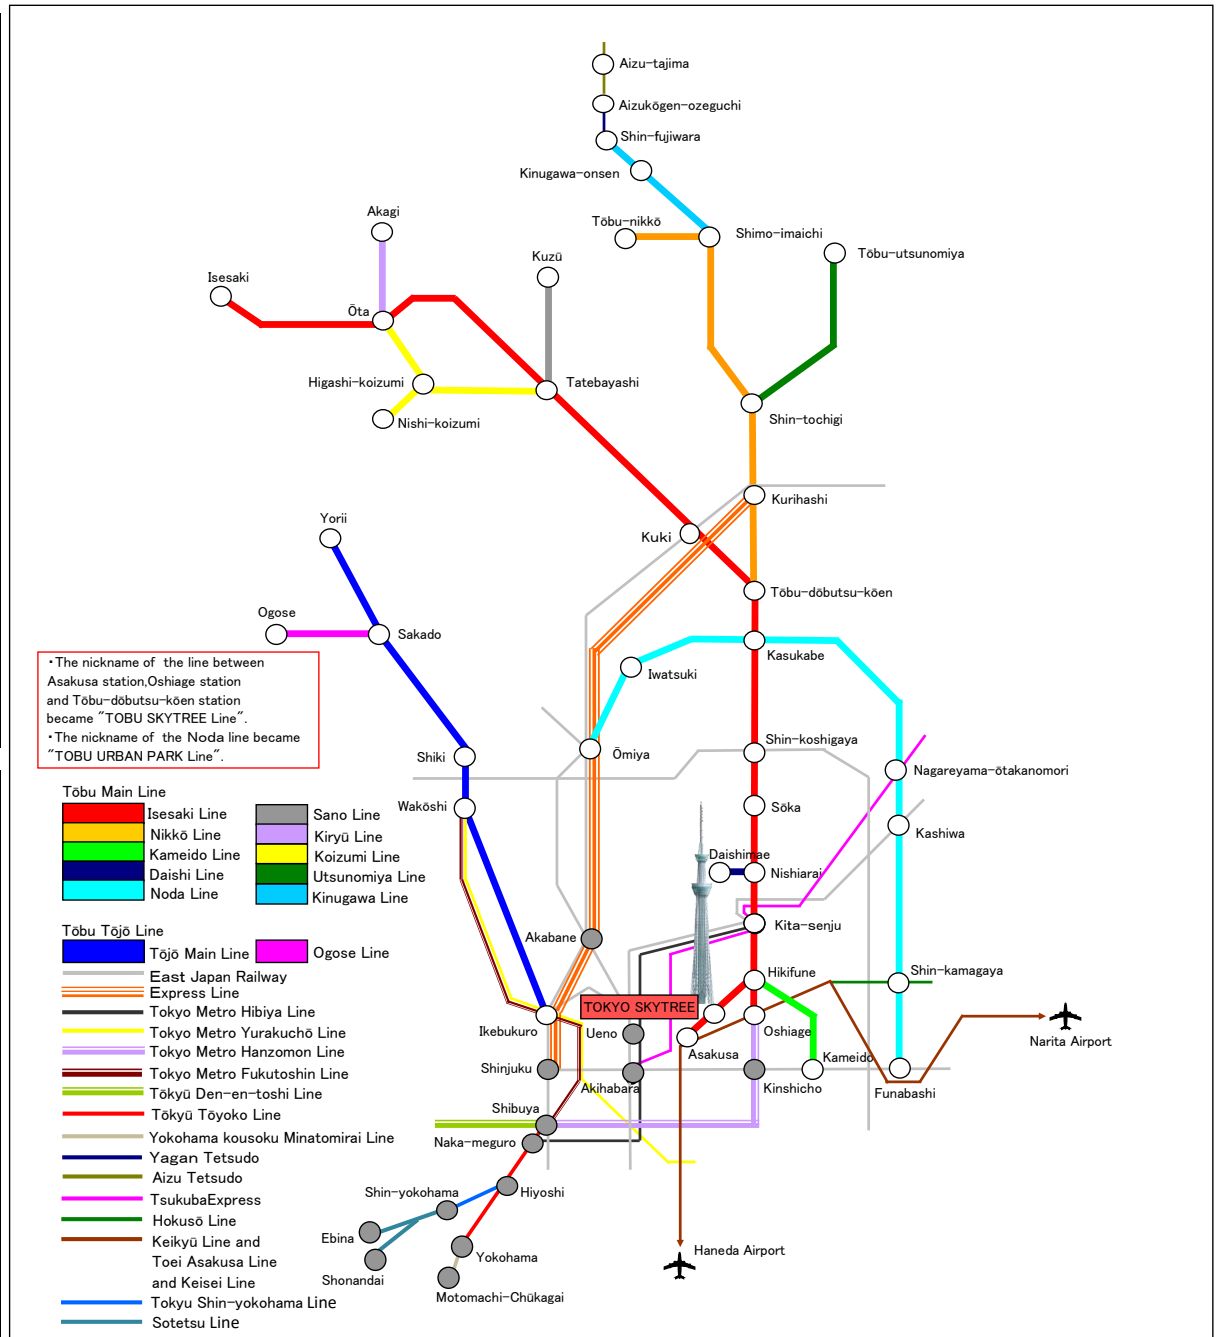 Aizu-tajima
Aizukōgen-ozeguchi
Shin-fujiwara
Kinugawa-onsen
Akagi
Tōbu-nikkō
Shimo-imaichi
Kuzū
Tōbu-utsunomiya
Isesaki
Ōta
Higashi-koizumi
Tatebayashi
Nishi-koizumi
Shin-tochigi
Kurihashi
Yorii
Kuki
Tōbu-dōbutsu-kōen
Ogose
Sakado
Kasukabe
Iwatsuki
・The nickname of the line between
Asakusa station,Oshiage station
and Tōbu-dōbutsu-kōen station
became "TOBU SKYTREE Line".
・The nickname of the Noda line became
"TOBU URBAN PARK Line".
Shiki
Ōmiya
Shin-koshigaya
Nagareyama-ōtakanomori
Wakōshi
Sōka
Kashiwa
Daishimae
Nishiarai
Akabane
Kita-senju
Hikifune
Shin-kamagaya
TOKYO SKYTREE
Ikebukuro
Ueno
Asakusa
Oshiage
Narita Airport
Shinjuku
Akihabara
Kinshicho
Kameido
Funabashi
Shibuya
Naka-meguro
Shin-yokohama
Hiyoshi
Ebina
Shonandai
Yokohama
Motomachi-Chūkagai
Haneda Airport
Tōbu Main Line
Isesaki Line
Nikkō Line
Kameido Line
Daishi Line
Noda Line
Sano Line
Kiryū Line
Koizumi Line
Utsunomiya Line
Kinugawa Line
Tōbu Tōjō Line
Tōjō Main Line
Ogose Line
East Japan Railway
Express Line
Tokyo Metro Hibiya Line
Tokyo Metro Yurakuchō Line
Tokyo Metro Hanzomon Line
Tokyo Metro Fukutoshin Line
Tōkyū Den-en-toshi Line
Tōkyū Tōyoko Line
Yokohama kousoku Minatomirai Line
Yagan Tetsudo
Aizu Tetsudo
TsukubaExpress
Hokusō Line
Keikyū Line and
Toei Asakusa Line
and Keisei Line
Tokyu Shin-yokohama Line
Sotetsu Line